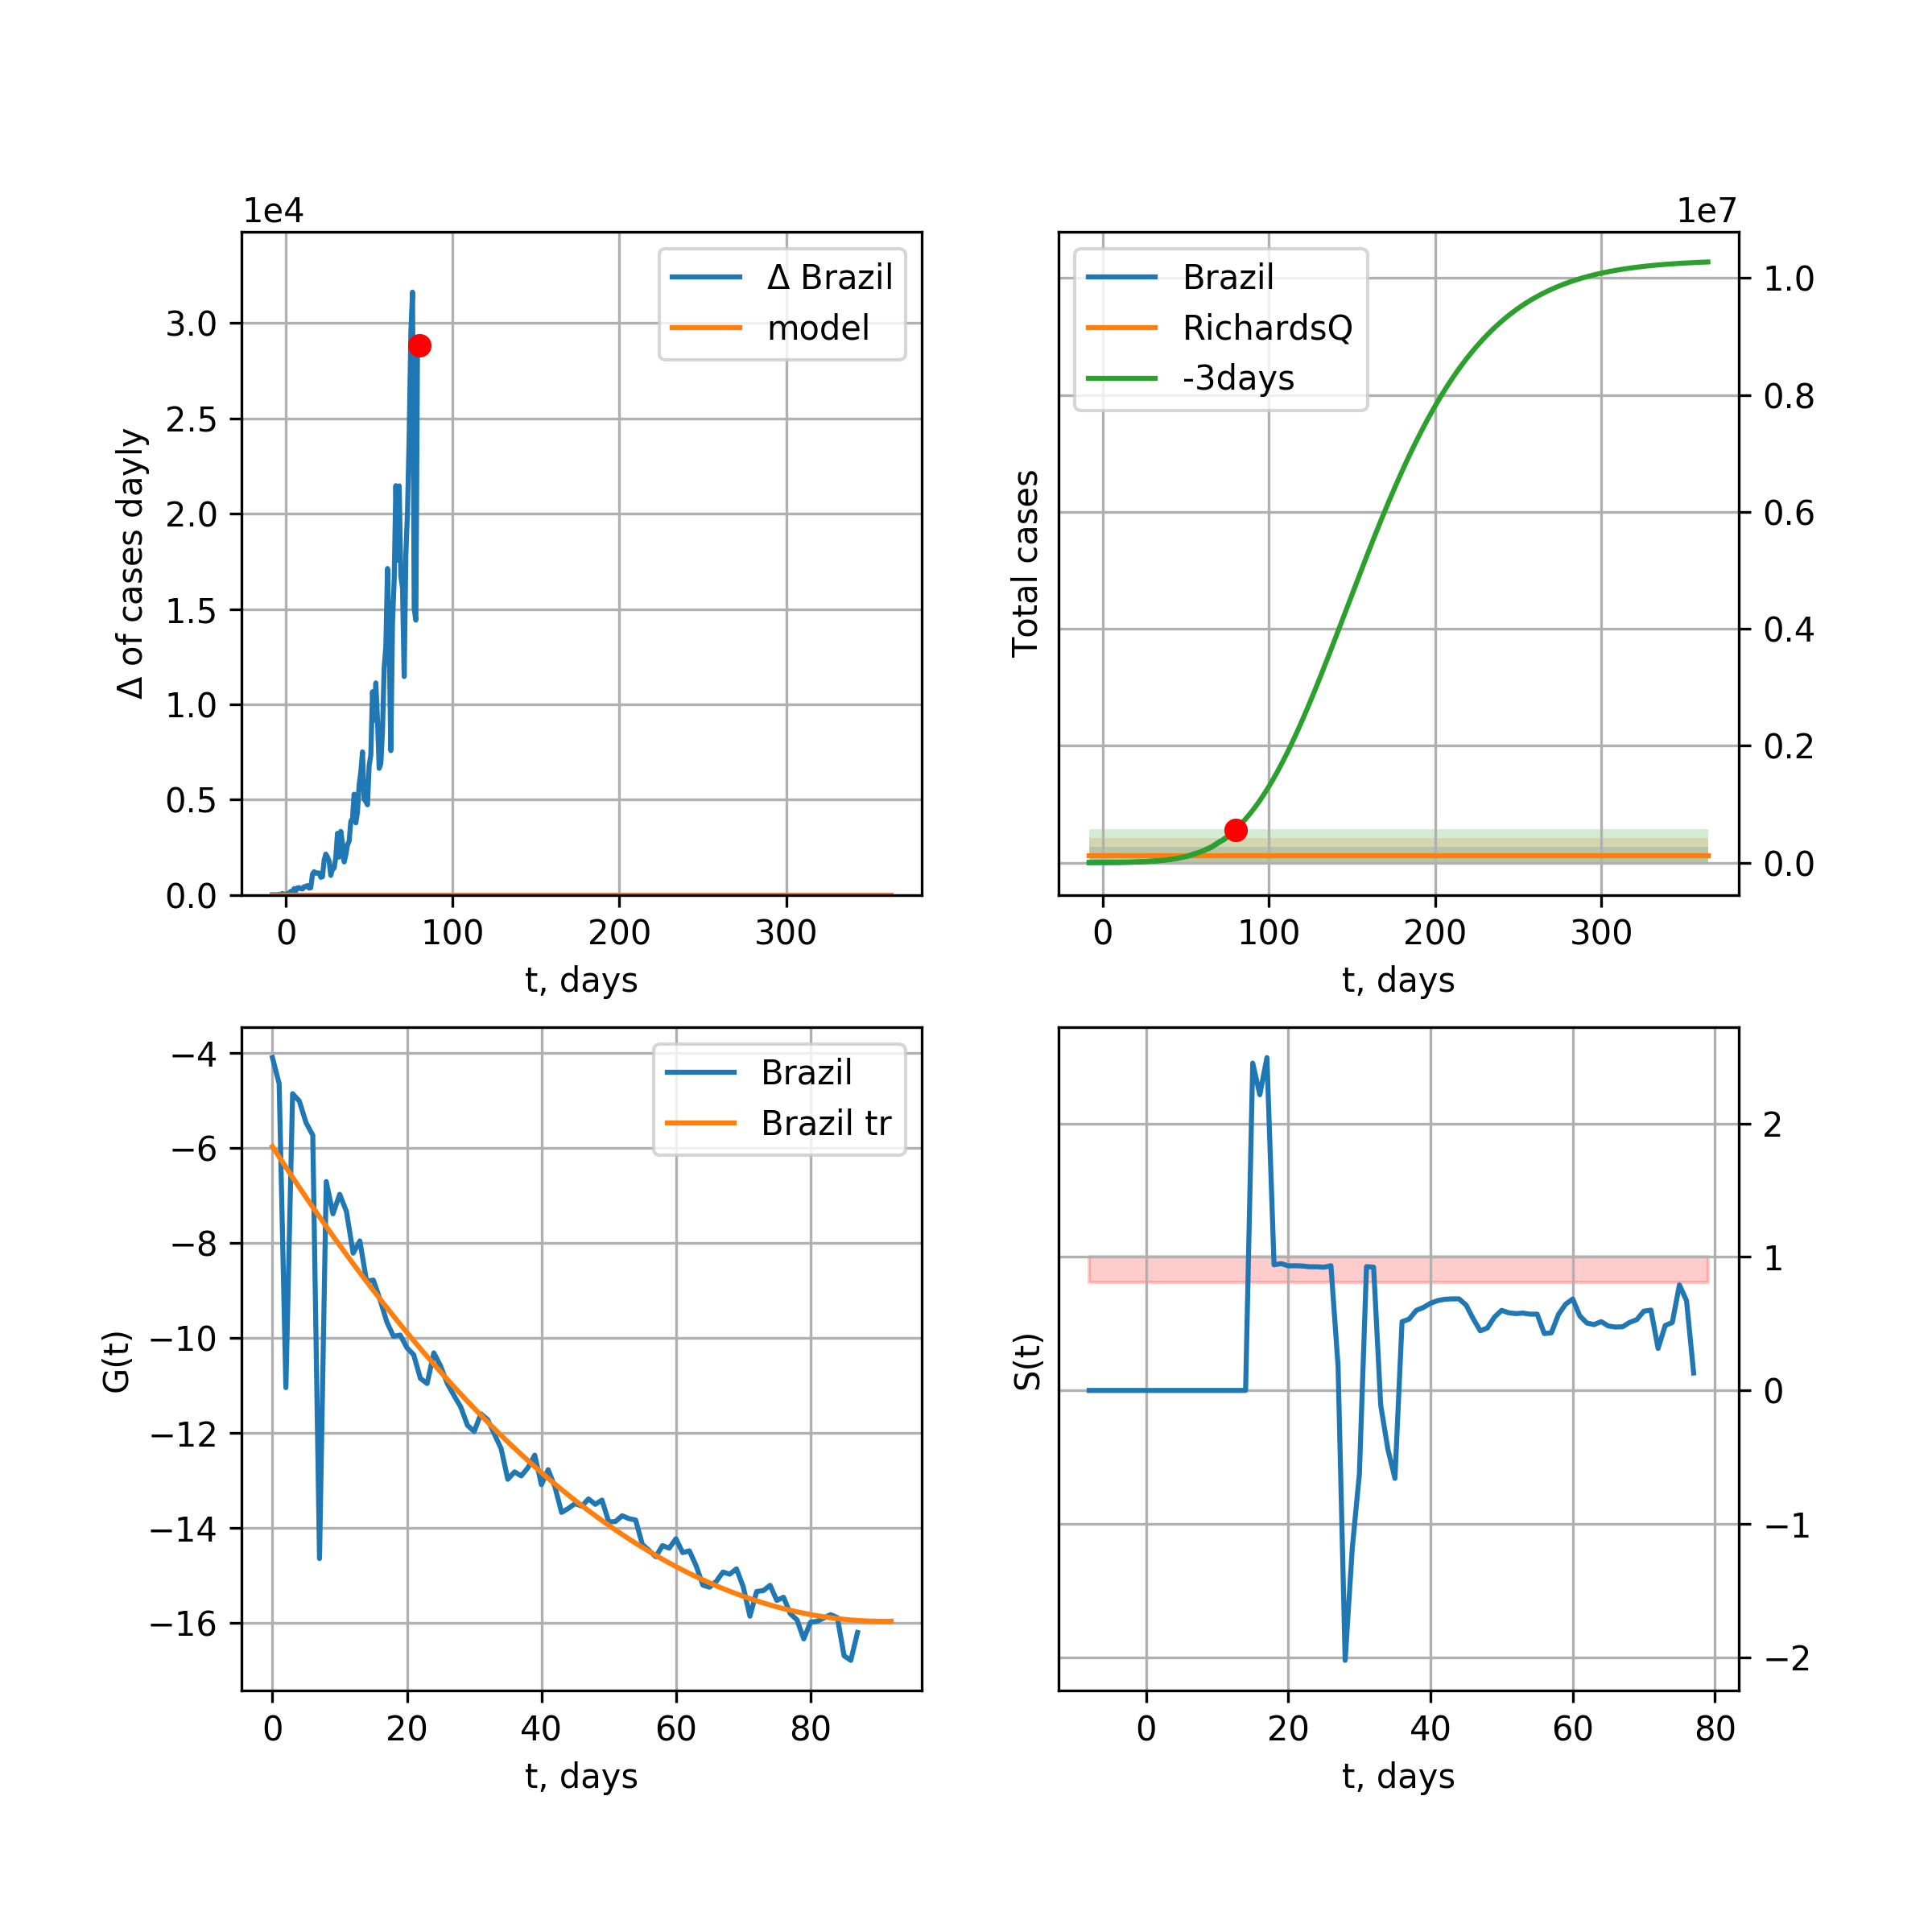 1e4
Δ of cases dayly
3.0
2.5
2.0
1.5
1.0
0.5
0.0
Δ Brazil
model
0 100 200 300
t, days
1e7
Total cases
Brazil
RichardsQ
-3days
1.0
0.8
0.6
0.4
0.2
0.0
0 100 200 300
t, days
G(t)
−4
−6
−8
−10
−12
−14
−16
Brazil
Brazil tr
0 20 40 60 80
t, days
S(t)
2
1
0
−1
−2
0 20 40 60 80
t, days